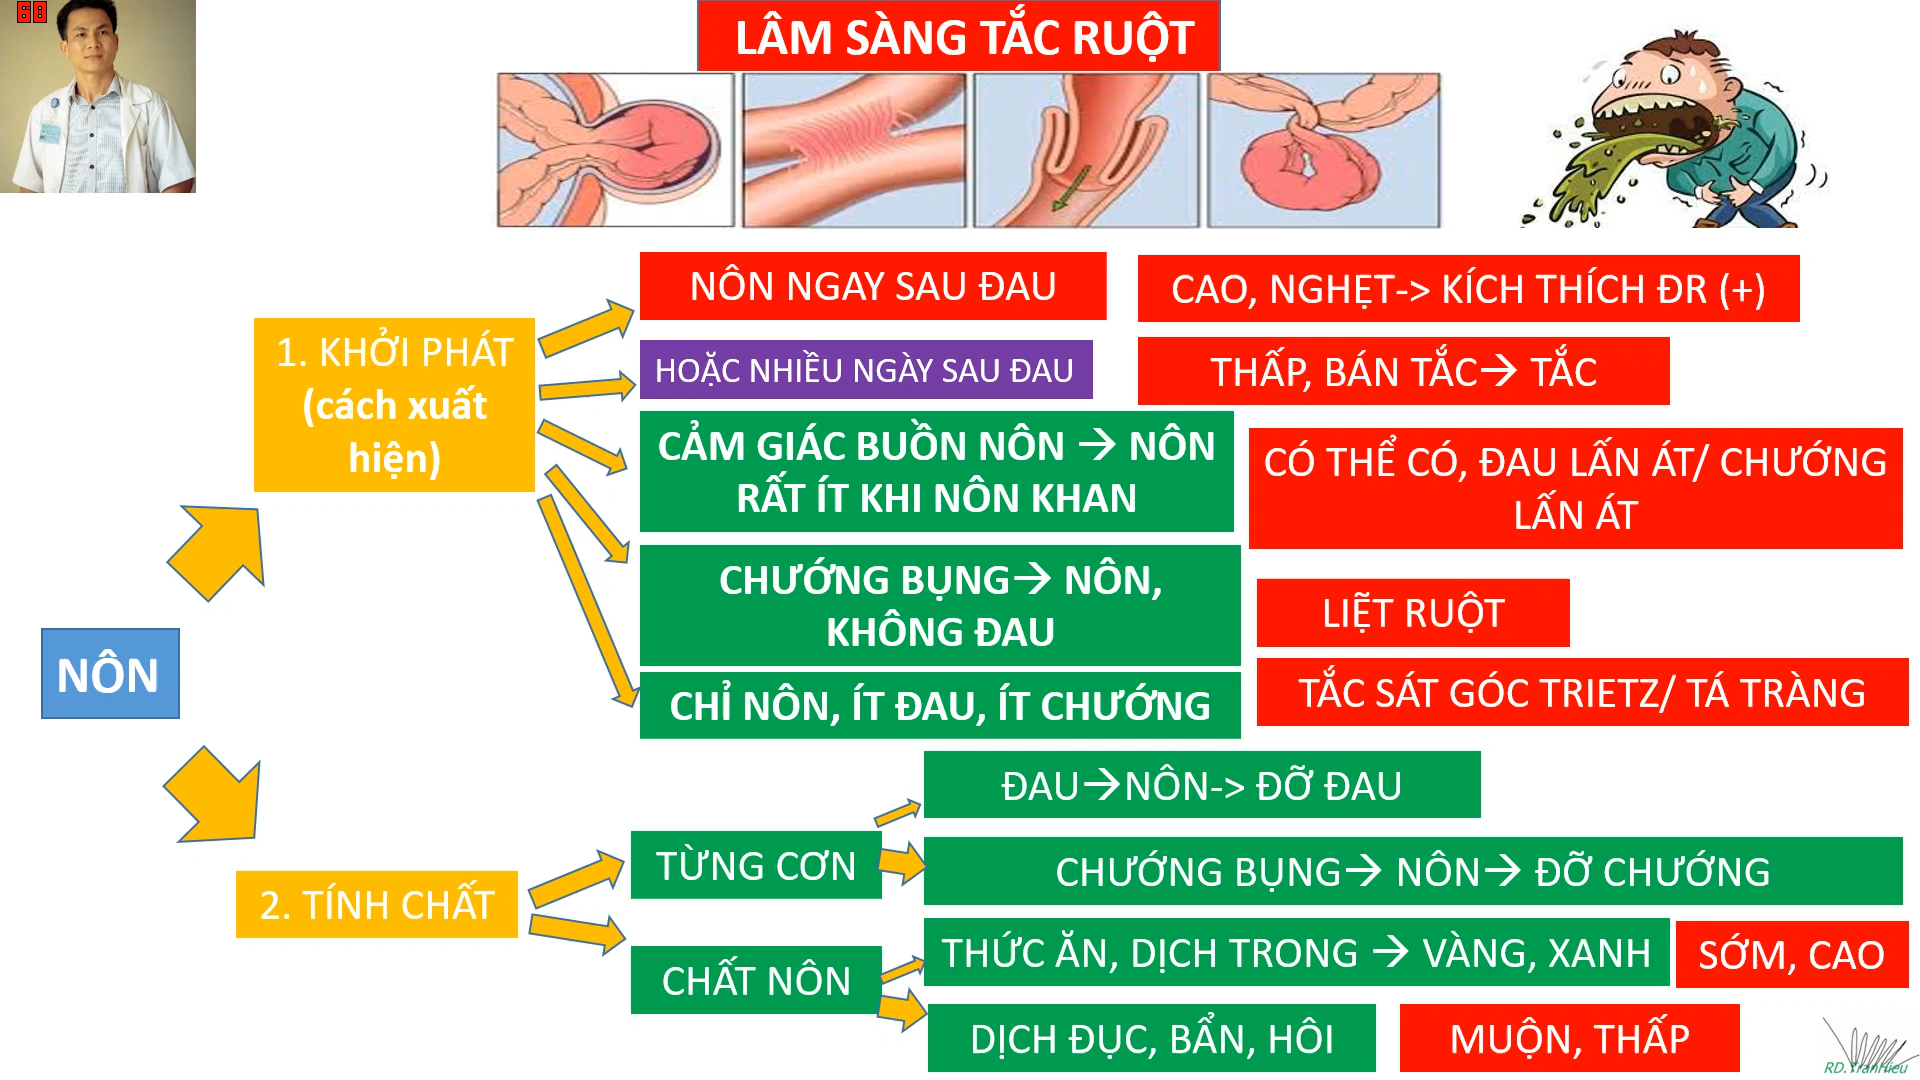 60
LÂM SÀNG TẮC RUỘT
NÔN
1. KHỞI PHÁT
(cách xuất
hiện)
NÔN NGAY SAU ĐAU
CAO, NGHẸT-> KÍCH THÍCH ĐR (+)
HOẶC NHIỀU NGÀY SAU ĐAU
THẤP, BÁN TẮC→ TẮC
CẢM GIÁC BUỒN NÔN → NÔN
RẤT ÍT KHI NÔN KHAN
CÓ THỂ CÓ, ĐAU LẤN ÁT/ CHƯỚNG
LẤN ÁT
CHƯỚNG BỤNG→ NÔN,
KHÔNG ĐAU
LIỆT RUỘT
CHỈ NÔN, ÍT ĐAU, ÍT CHƯỚNG
TẮC SÁT GÓC TRIETZ/ TÁ TRÀNG
2. TÍNH CHẤT
TỪNG CƠN
ĐAU→NÔN-> ĐỠ ĐAU
CHƯỚNG BỤNG→ NÔN→ ĐỠ CHƯỚNG
CHẤT NÔN
THỨC ĂN, DỊCH TRONG → VÀNG, XANH
SỚM, CAO
DỊCH ĐỤC, BẨN, HÔI
MUỘN, THẤP
RD.TranHieu